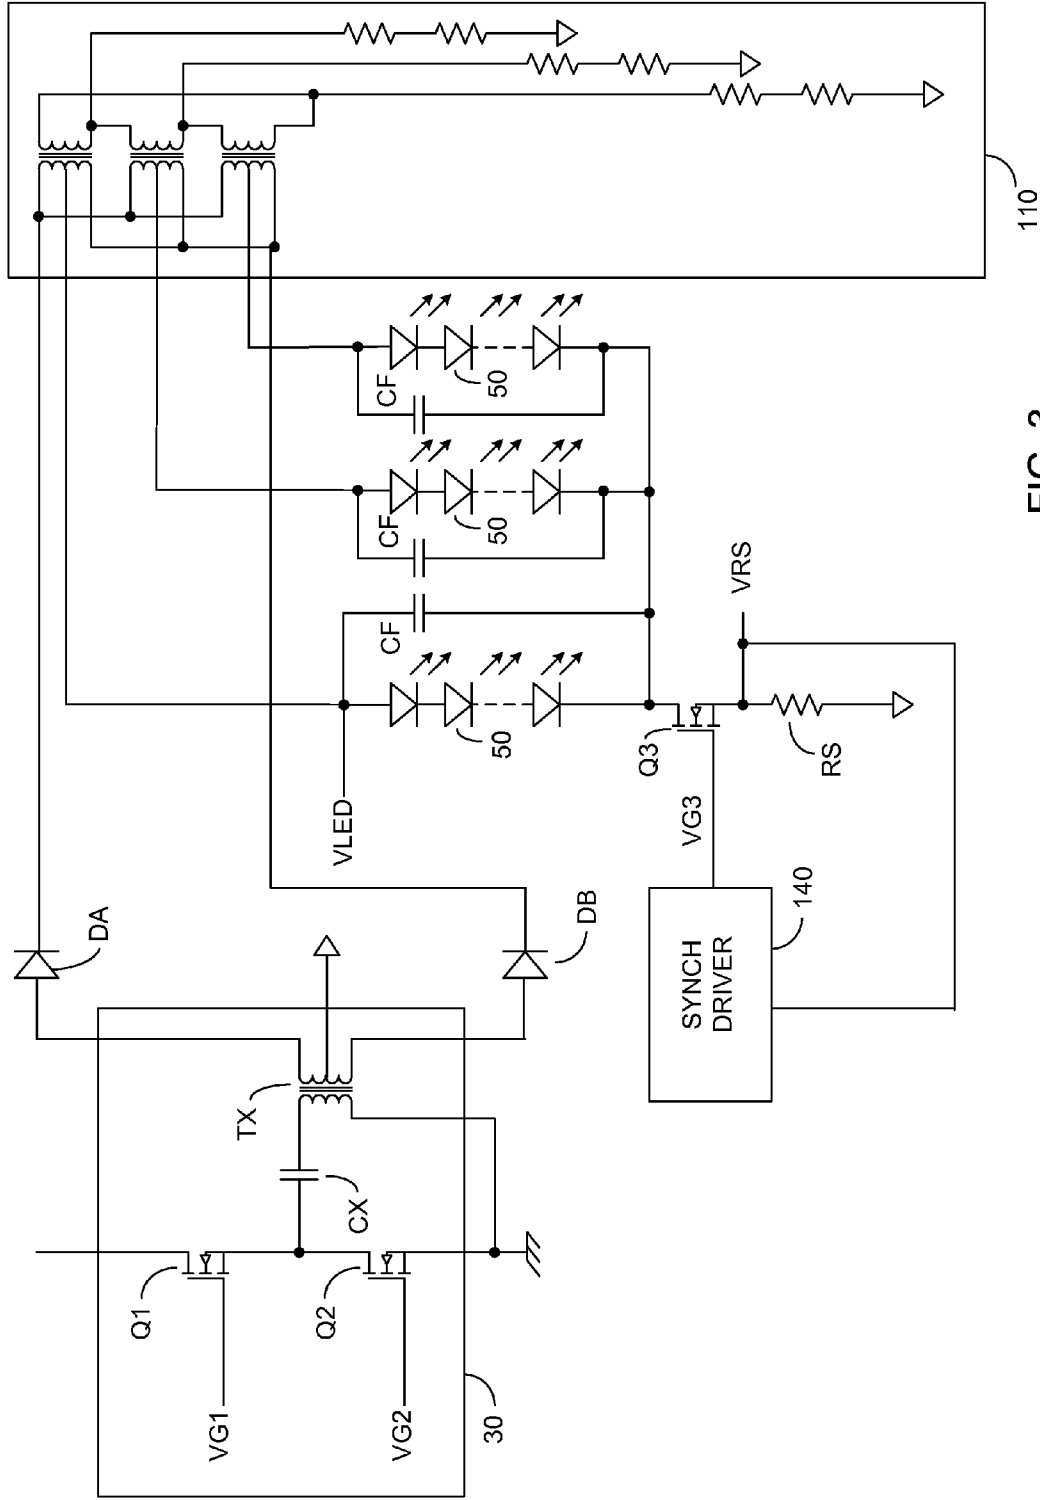 DA
Q1
VG1
TX
Q2
VLED
CX
CF
CF
CF
VG2
30
50
50
50
DB
Q3
VG3
SYNCH
DRIVER
VRS
140
RS
110
FIG